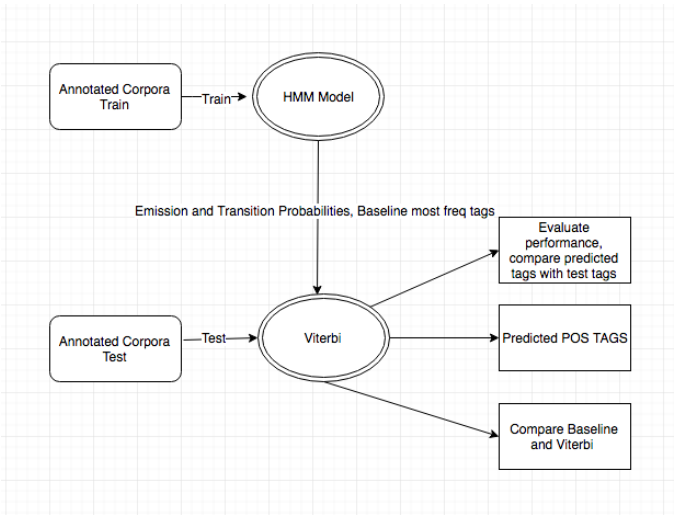 Annotated Corpora
Train
Train
HMM Model
Emission and Transition Probabilities, Baseline most freq tags
Evaluate
performance,
compare predicted
tags with test tags
Annotated Corpora
Test
Test
Viterbi
Predicted POS TAGS
Compare Baseline
and Viterbi